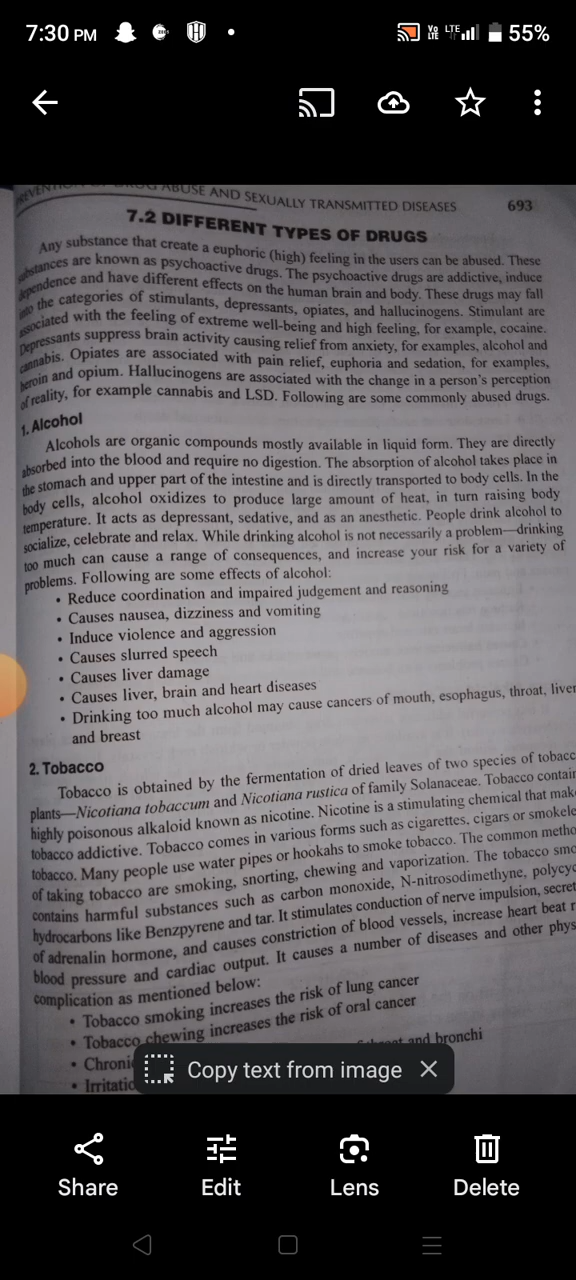 7:30 PM
Vo LTE
LTE
55%
PREVENTION OF DRUG ABUSE AND SEXUALLY TRANSMITTED DISEASES 693
7.2 DIFFERENT TYPES OF DRUGS
Any substance that create a euphoric (high) feeling in the users can be abused. These
substances are known as psychoactive drugs. The psychoactive drugs are addictive, induce
dependence and have different effects on the human brain and body. These drugs may fall
into the categories of stimulants, depressants, opiates, and hallucinogens. Stimulant are
associated with the feeling of extreme well-being and high feeling, for example, cocaine.
Depressants suppress brain activity causing relief from anxiety, for examples, alcohol and
cannabis. Opiates are associated with pain relief, euphoria and sedation, for examples,
heroin and opium. Hallucinogens are associated with the change in a person's perception
of reality, for example cannabis and LSD. Following are some commonly abused drugs.
1. Alcohol
Alcohols are organic compounds mostly available in liquid form. They are directly
absorbed into the blood and require no digestion. The absorption of alcohol takes place in
the stomach and upper part of the intestine and is directly transported to body cells. In the
body cells, alcohol oxidizes to produce large amount of heat, in turn raising body
temperature. It acts as depressant, sedative, and as an anesthetic. People drink alcohol to
socialize, celebrate and relax. While drinking alcohol is not necessarily a problem—drinking
too much can cause a range of consequences, and increase your risk for a variety of
problems. Following are some effects of alcohol:
• Reduce coordination and impaired judgement and reasoning
• Causes nausea, dizziness and vomiting
• Induce violence and aggression
• Causes slurred speech
• Causes liver damage
• Causes liver, brain and heart diseases
• Drinking too much alcohol may cause cancers of mouth, esophagus, throat, liver
and breast
2. Tobacco
Tobacco is obtained by the fermentation of dried leaves of two species of tobacc
plants—Nicotiana tobaccum and Nicotiana rustica of family Solanaceae. Tobacco contain
highly poisonous alkaloid known as nicotine. Nicotine is a stimulating chemical that mak
tobacco addictive. Tobacco comes in various forms such as cigarettes, cigars or smokele
tobacco. Many people use water pipes or hookahs to smoke tobacco. The common metho
of taking tobacco are smoking, snorting, chewing and vaporization. The tobacco smo
contains harmful substances such as carbon monoxide, N-nitrosodimethyne, polycyc
hydrocarbons like Benzpyrene and tar. It stimulates conduction of nerve impulsion, secret
of adrenalin hormone, and causes constriction of blood vessels, increase heart beat r
blood pressure and cardiac output. It causes a number of diseases and other phys
complication as mentioned below:
• Tobacco smoking increases the risk of lung cancer
• Tobacco chewing increases the risk of oral cancer
• Chroni and bronchi
• Irritatio
Copy text from image
Share Edit Lens Delete